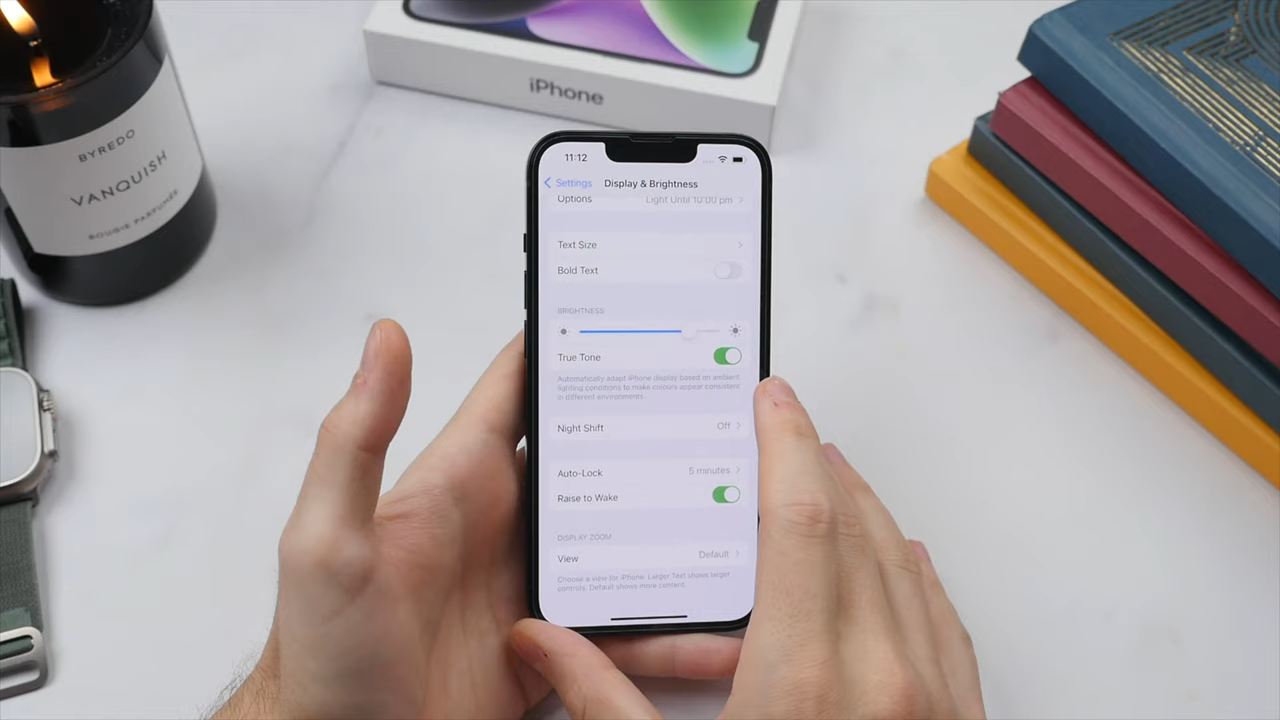 iPhone
BYREDO
VANQUISH
BOUGIE PARFUMÉE
11:12
Settings
Display & Brightness
Options Light Until 10:00 pm
Text Size
Bold Text
BRIGHTNESS
True Tone
Automatically adapt iPhone display based on ambient
lighting conditions to make colours appear consistent
in different environments.
Night Shift Off
Auto-Lock 5 minutes
Raise to Wake
DISPLAY ZOOM
View Default
Choose a view for iPhone. Larger Text shows larger
controls. Default shows more content.